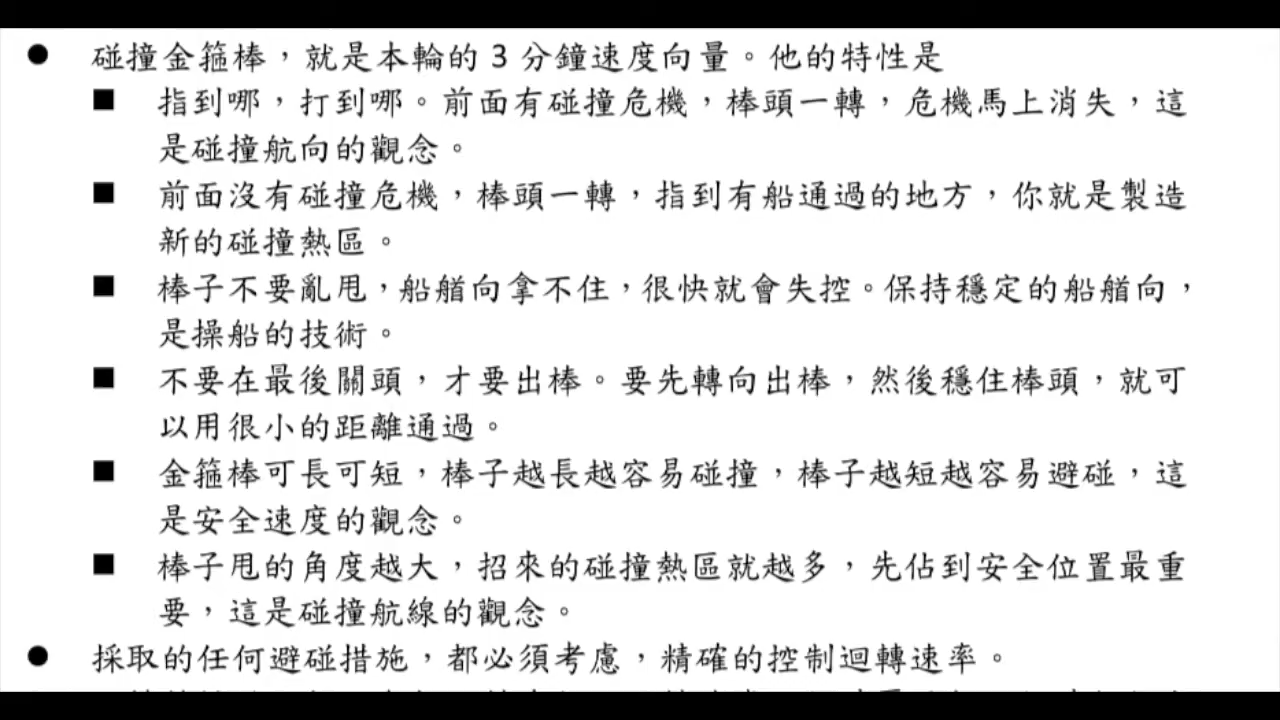 ● 碰撞金箍棒，就是本輪的 3 分鐘速度向量。他的特性是
■ 指到哪，打到哪。前面有碰撞危機，棒頭一轉，危機馬上消失，這
是碰撞航向的觀念。
■ 前面沒有碰撞危機，棒頭一轉，指到有船通過的地方，你就是製造
新的碰撞熱區。
■ 棒子不要亂甩，船艏向拿不住，很快就會失控。保持穩定的船艏向，
是操船的技術。
■ 不要在最後關頭，才要出棒。要先轉向出棒，然後穩住棒頭，就可
以用很小的距離通過。
■ 金箍棒可長可短，棒子越長越容易碰撞，棒子越短越容易避碰，這
是安全速度的觀念。
■ 棒子甩的角度越大，招來的碰撞熱區就越多，先佔到安全位置最重
要，這是碰撞航線的觀念。
● 採取的任何避碰措施，都必須考慮，精確的控制迴轉速率。